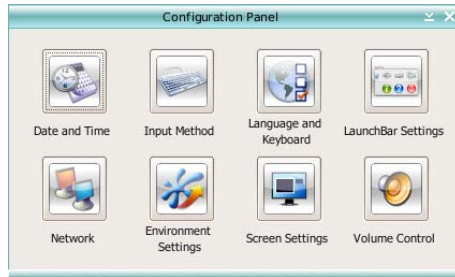 Configuration Panel
Date and Time
Input Method
Language and
Keyboard
LaunchBar Settings
Network
Environment
Settings
Screen Settings
Volume Control